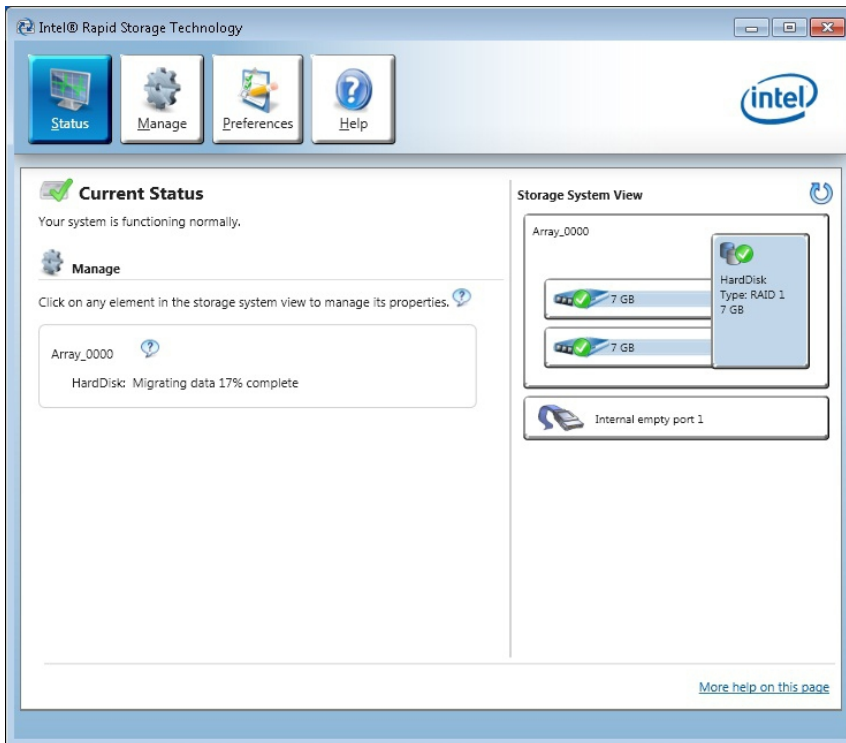 Intel® Rapid Storage Technology
Status
Manage
Preferences
Help
intel
Current Status
Your system is functioning normally.
Manage
Click on any element in the storage system view to manage its properties.
Array_0000
HardDisk: Migrating data 17% complete
Storage System View
Array_0000
7 GB
7 GB
HardDisk
Type: RAID 1
7 GB
Internal empty port 1
More help on this page